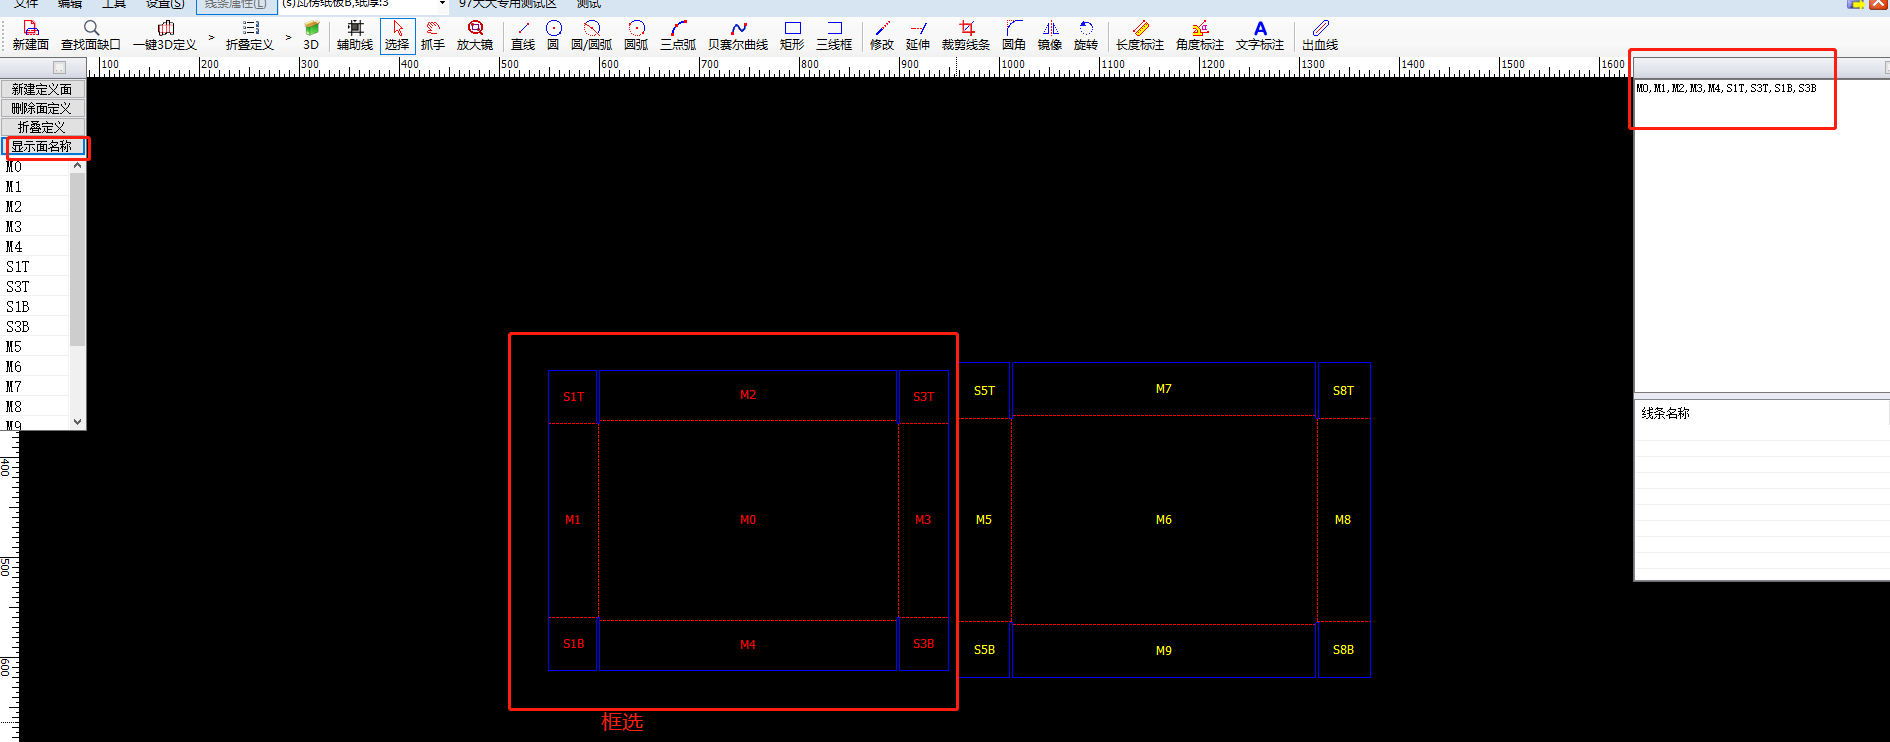 文件 编辑 工具 设置(S) 线条属性(L) (s)瓦楞纸板B,纸厚:3 97大大专用测试区 测试
新建面 查找面缺口 一键3D定义 > 折叠定义 > 3D 辅助线 选择 抓手 放大镜 直线 圆 圆/圆弧 圆弧 三点弧 贝赛尔曲线 矩形 三线框 修改 延伸 裁剪线条 圆角 镜像 旋转 长度标注 角度标注 文字标注 出血线
100 200 300 400 500 600 700 800 900 1000 1100 1200 1300 1400 1500 1600
新建定义面
删除面定义
折叠定义
显示面名称
M0
M1
M2
M3
M4
S1T
S3T
S1B
S3B
M5
M6
M7
M8
M9
400
500
600
M0,M1,M2,M3,M4,S1T,S3T,S1B,S3B
线条名称
S1T M2 S3T S5T M7 S8T
M1 M0 M3 M5 M6 M8
S1B M4 S3B S5B M9 S8B
框选